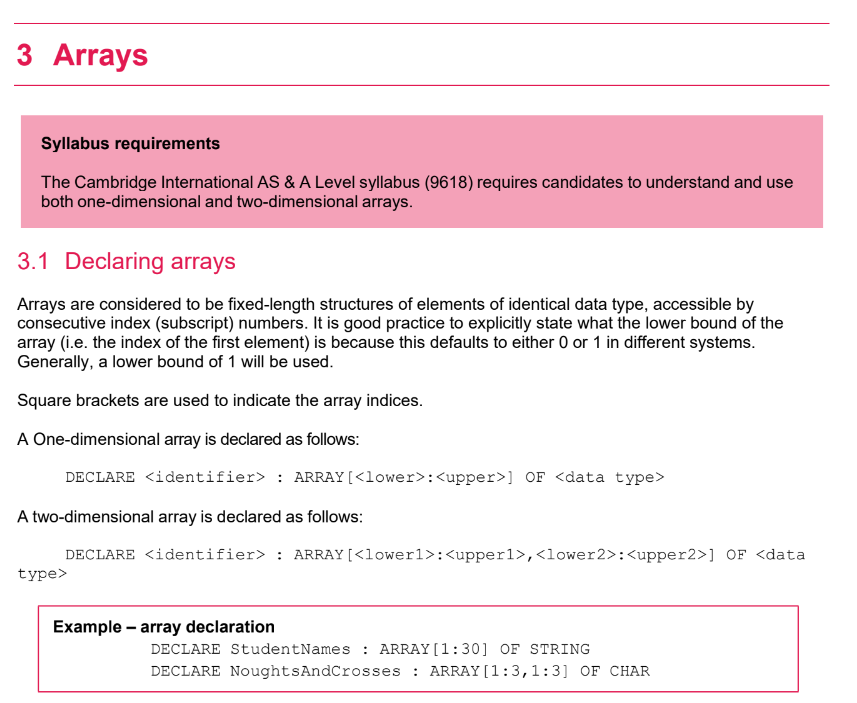 3 Arrays
Syllabus requirements
The Cambridge International AS & A Level syllabus (9618) requires candidates to understand and use
both one-dimensional and two-dimensional arrays.
3.1 Declaring arrays
Arrays are considered to be fixed-length structures of elements of identical data type, accessible by
consecutive index (subscript) numbers. It is good practice to explicitly state what the lower bound of the
array (i.e. the index of the first element) is because this defaults to either 0 or 1 in different systems.
Generally, a lower bound of 1 will be used.
Square brackets are used to indicate the array indices.
A One-dimensional array is declared as follows:
DECLARE <identifier> : ARRAY[<lower>:<upper>] OF <data type>
A two-dimensional array is declared as follows:
DECLARE <identifier> : ARRAY[<lower1>:<upper1>,<lower2>:<upper2>] OF <data
type>
Example – array declaration
DECLARE StudentNames : ARRAY[1:30] OF STRING
DECLARE NoughtsAndCrosses : ARRAY[1:3,1:3] OF CHAR